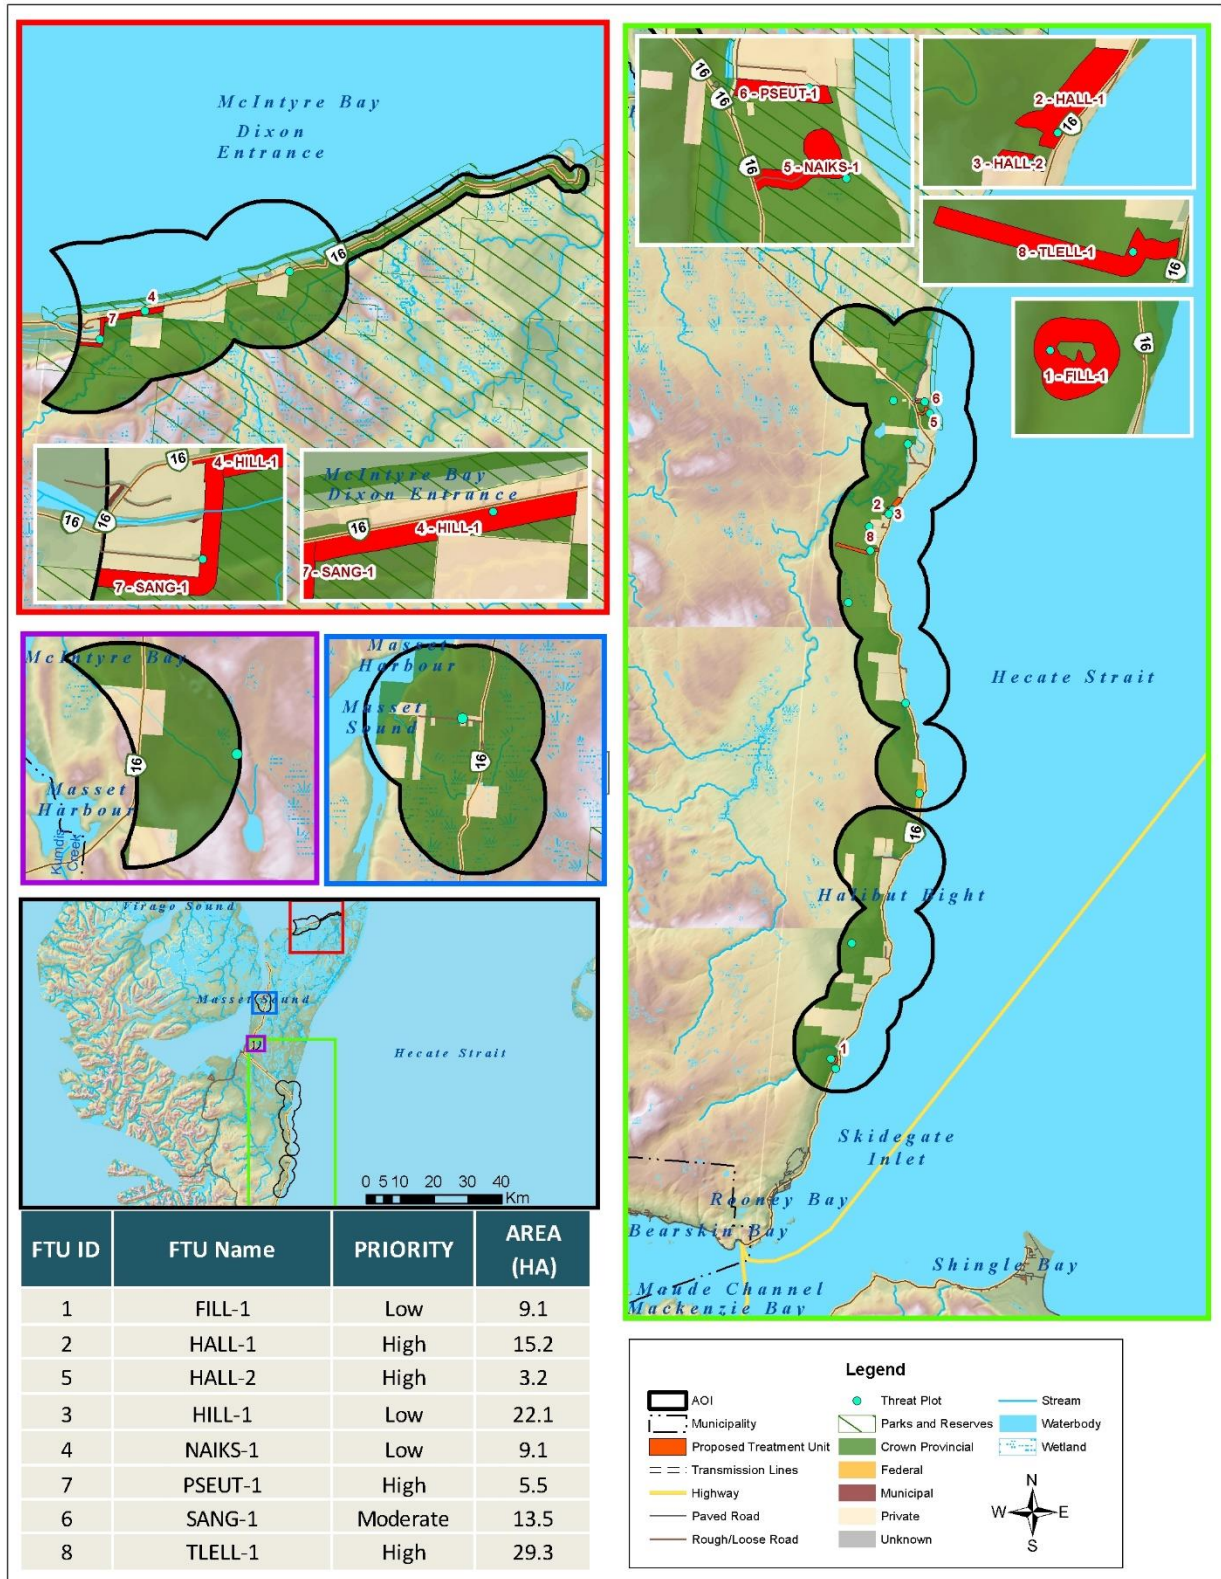 McIntyre Bay
Dixon
Entrance
16
4
7
16
4 - HILL-1
16
16
7 - SANG-1
McIntyre Bay
Dixon Entrance
16
4 - HILL-1
7 - SANG-1
16
16
6 - PSEUT-1
16
5 - NAIKS-1
2 - HALL-1
16
3 - HALL-2
8 - TLELL-1
16
16
1 - FILL-1
6
5
2
3
8
Hecate Strait
16
Halibut Bight
1
Skidegate
Inlet
Rooney Bay
Bearskin Bay
Shingle Bay
Maude Channel
Mackenzie Bay
McIntyre Bay
16
Masset
Harbour
Kumdis
Creek
Masset
Harbour
Masset
Sound
16
Virago Sound
Masset Sound
Hecate Strait
0 5 10 20 30 40
Km
FTU ID FTU Name PRIORITY AREA (HA)
1 FILL-1 Low 9.1
2 HALL-1 High 15.2
5 HALL-2 High 3.2
3 HILL-1 Low 22.1
4 NAIKS-1 Low 9.1
7 PSEUT-1 High 5.5
6 SANG-1 Moderate 13.5
8 TLELL-1 High 29.3
Legend
AOI
Municipality
Proposed Treatment Unit
Transmission Lines
Highway
Paved Road
Rough/Loose Road
Threat Plot
Parks and Reserves
Crown Provincial
Federal
Municipal
Private
Unknown
Stream
Waterbody
Wetland
N
W E
S